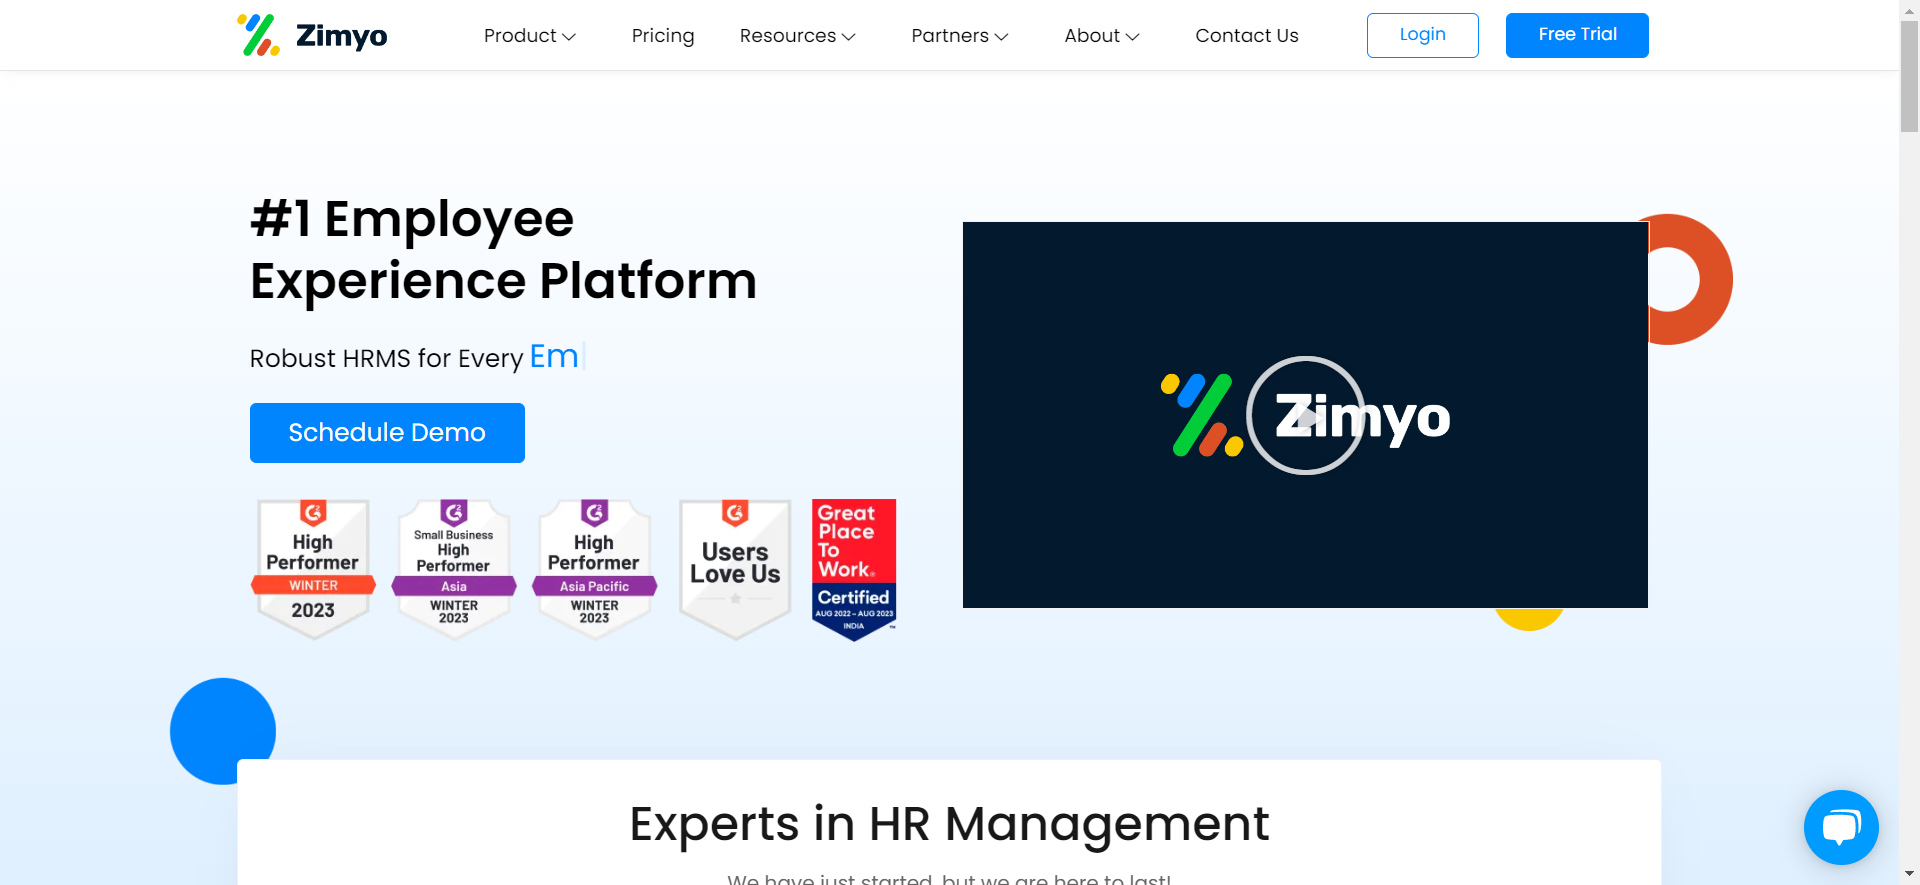 Zimyo
Product
Pricing
Resources
Partners
About
Contact Us
Login
Free Trial
#1 Employee
Experience Platform
Robust HRMS for Every Em
Schedule Demo
High
Performer
WINTER
2023
Small Business
High
Performer
Asia
WINTER
2023
High
Performer
Asia Pacific
WINTER
2023
Users
Love Us
Great
Place
To
Work®
Certified
AUG 2022 – AUG 2023
INDIA
™
Zimyo
Experts in HR Management
We have just started, but we are here to last!